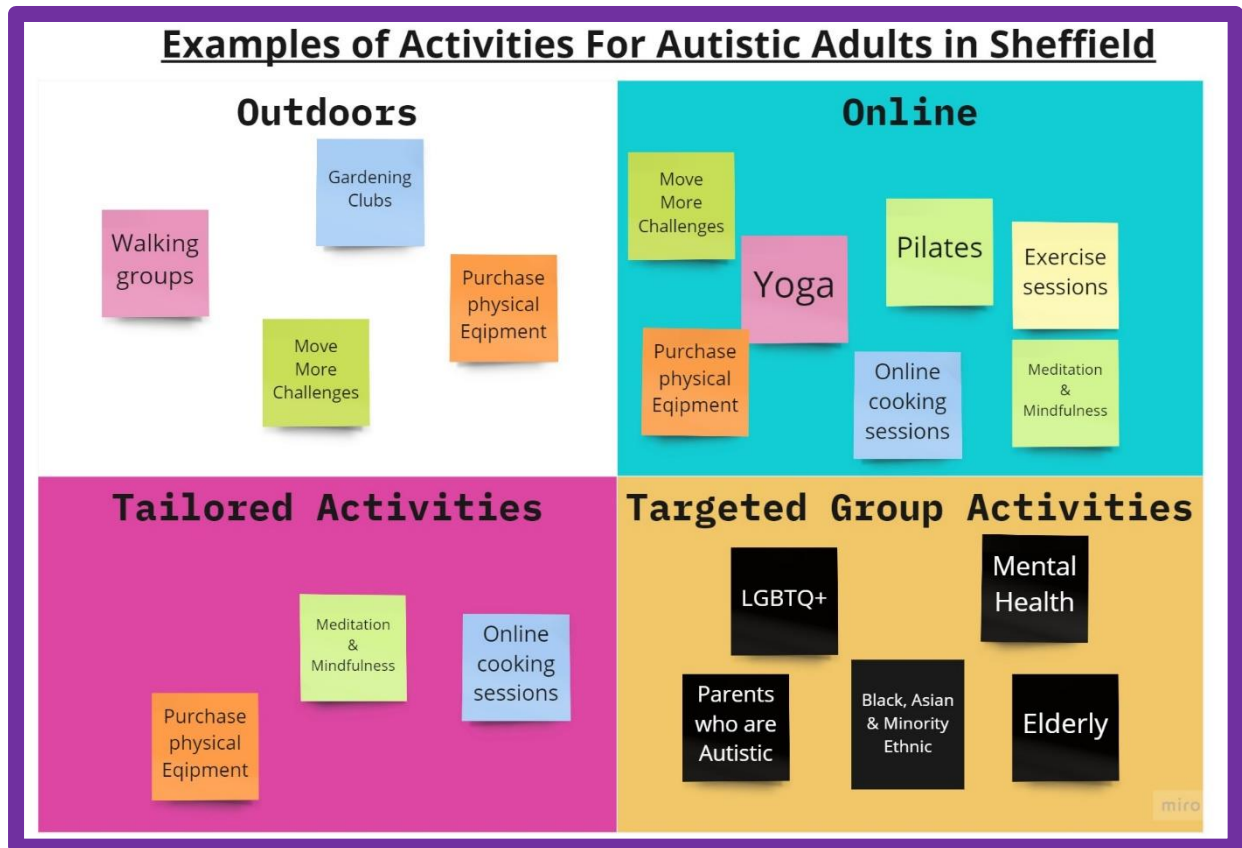 Examples of Activities For Autistic Adults in Sheffield
Outdoors
Gardening
Clubs
Walking
groups
Purchase
physical
Eqipment
Move
More
Challenges
Online
Move
More
Challenges
Yoga
Pilates
Exercise
sessions
Purchase
physical
Eqipment
Online
cooking
sessions
Meditation
&
Mindfulness
Tailored Activities
Meditation
&
Mindfulness
Online
cooking
sessions
Purchase
physical
Eqipment
Targeted Group Activities
LGBTQ+
Mental
Health
Parents
who are
Autistic
Black, Asian
& Minority
Ethnic
Elderly
miro